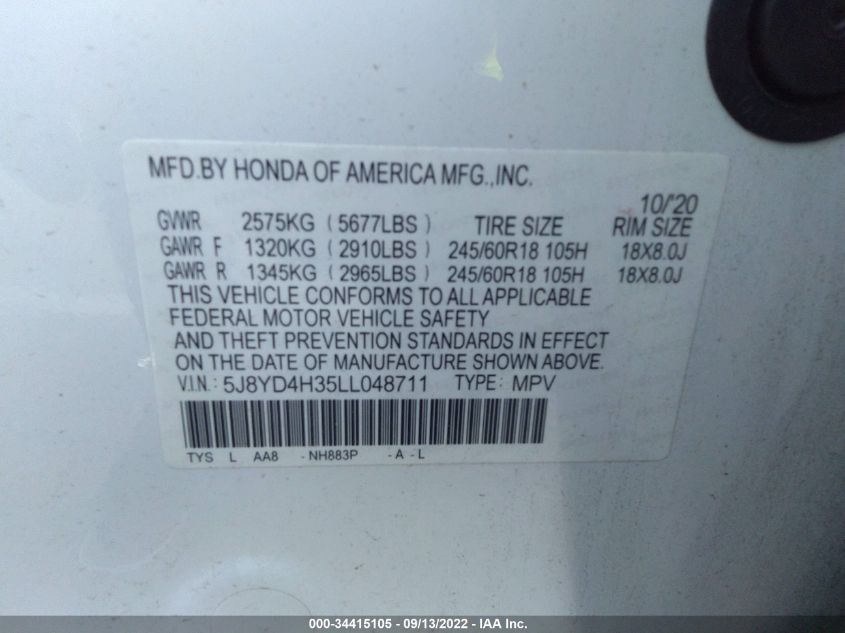 MFD.BY HONDA OF AMERICA MFG.,INC.
10/'20
GVWR 2575KG ( 5677LBS ) TIRE SIZE RIM SIZE
GAWR F 1320KG ( 2910LBS ) 245/60R18 105H 18X8.0J
GAWR R 1345KG ( 2965LBS ) 245/60R18 105H 18X8.0J
THIS VEHICLE CONFORMS TO ALL APPLICABLE
FEDERAL MOTOR VEHICLE SAFETY
AND THEFT PREVENTION STANDARDS IN EFFECT
ON THE DATE OF MANUFACTURE SHOWN ABOVE.
V.I.N.: 5J8YD4H35LL048711 TYPE: MPV
TYS L AA8 -NH883P -A -L
000-34415105 - 09/13/2022 - IAA Inc.